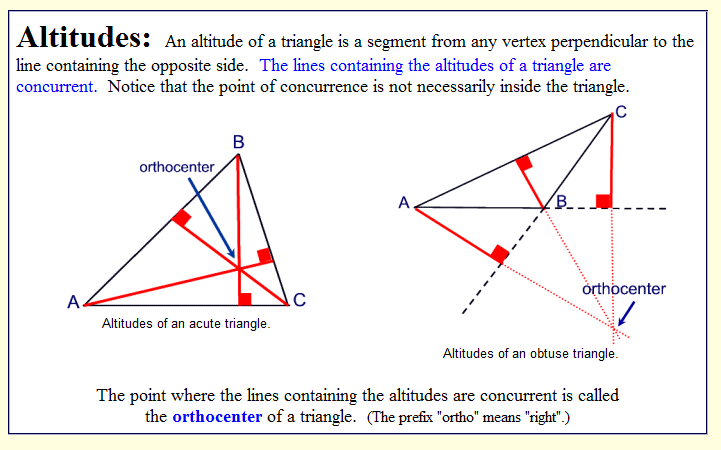 Altitudes: An altitude of a triangle is a segment from any vertex perpendicular to the
line containing the opposite side. The lines containing the altitudes of a triangle are
concurrent. Notice that the point of concurrence is not necessarily inside the triangle.
B
orthocenter
A
C
Altitudes of an acute triangle.
C
A
B
orthocenter
Altitudes of an obtuse triangle.
The point where the lines containing the altitudes are concurrent is called
the orthocenter of a triangle. (The prefix "ortho" means "right".)